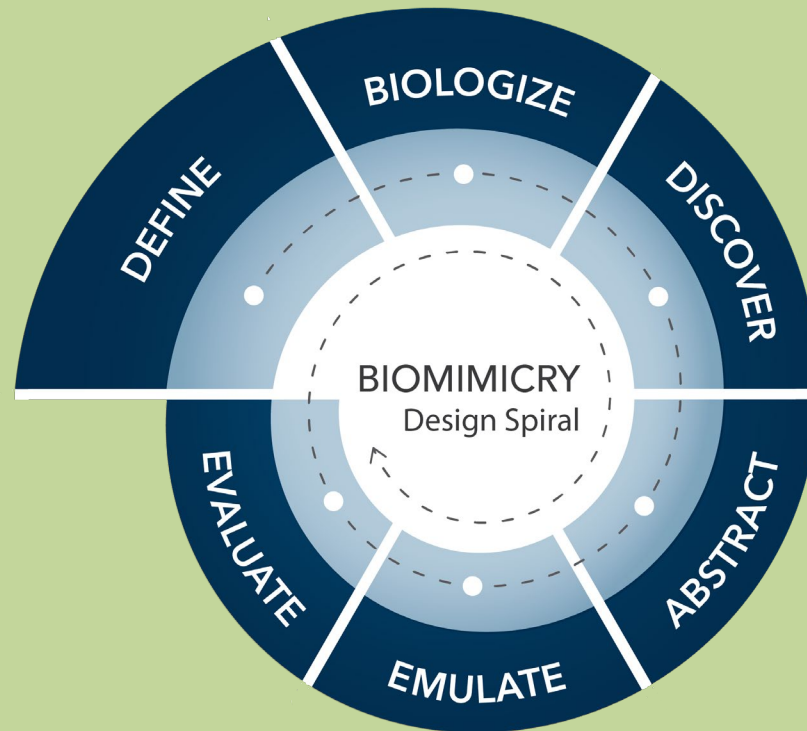 DEFINE
BIOLOGIZE
DISCOVER
ABSTRACT
EMULATE
EVALUATE
BIOMIMICRY
Design Spiral